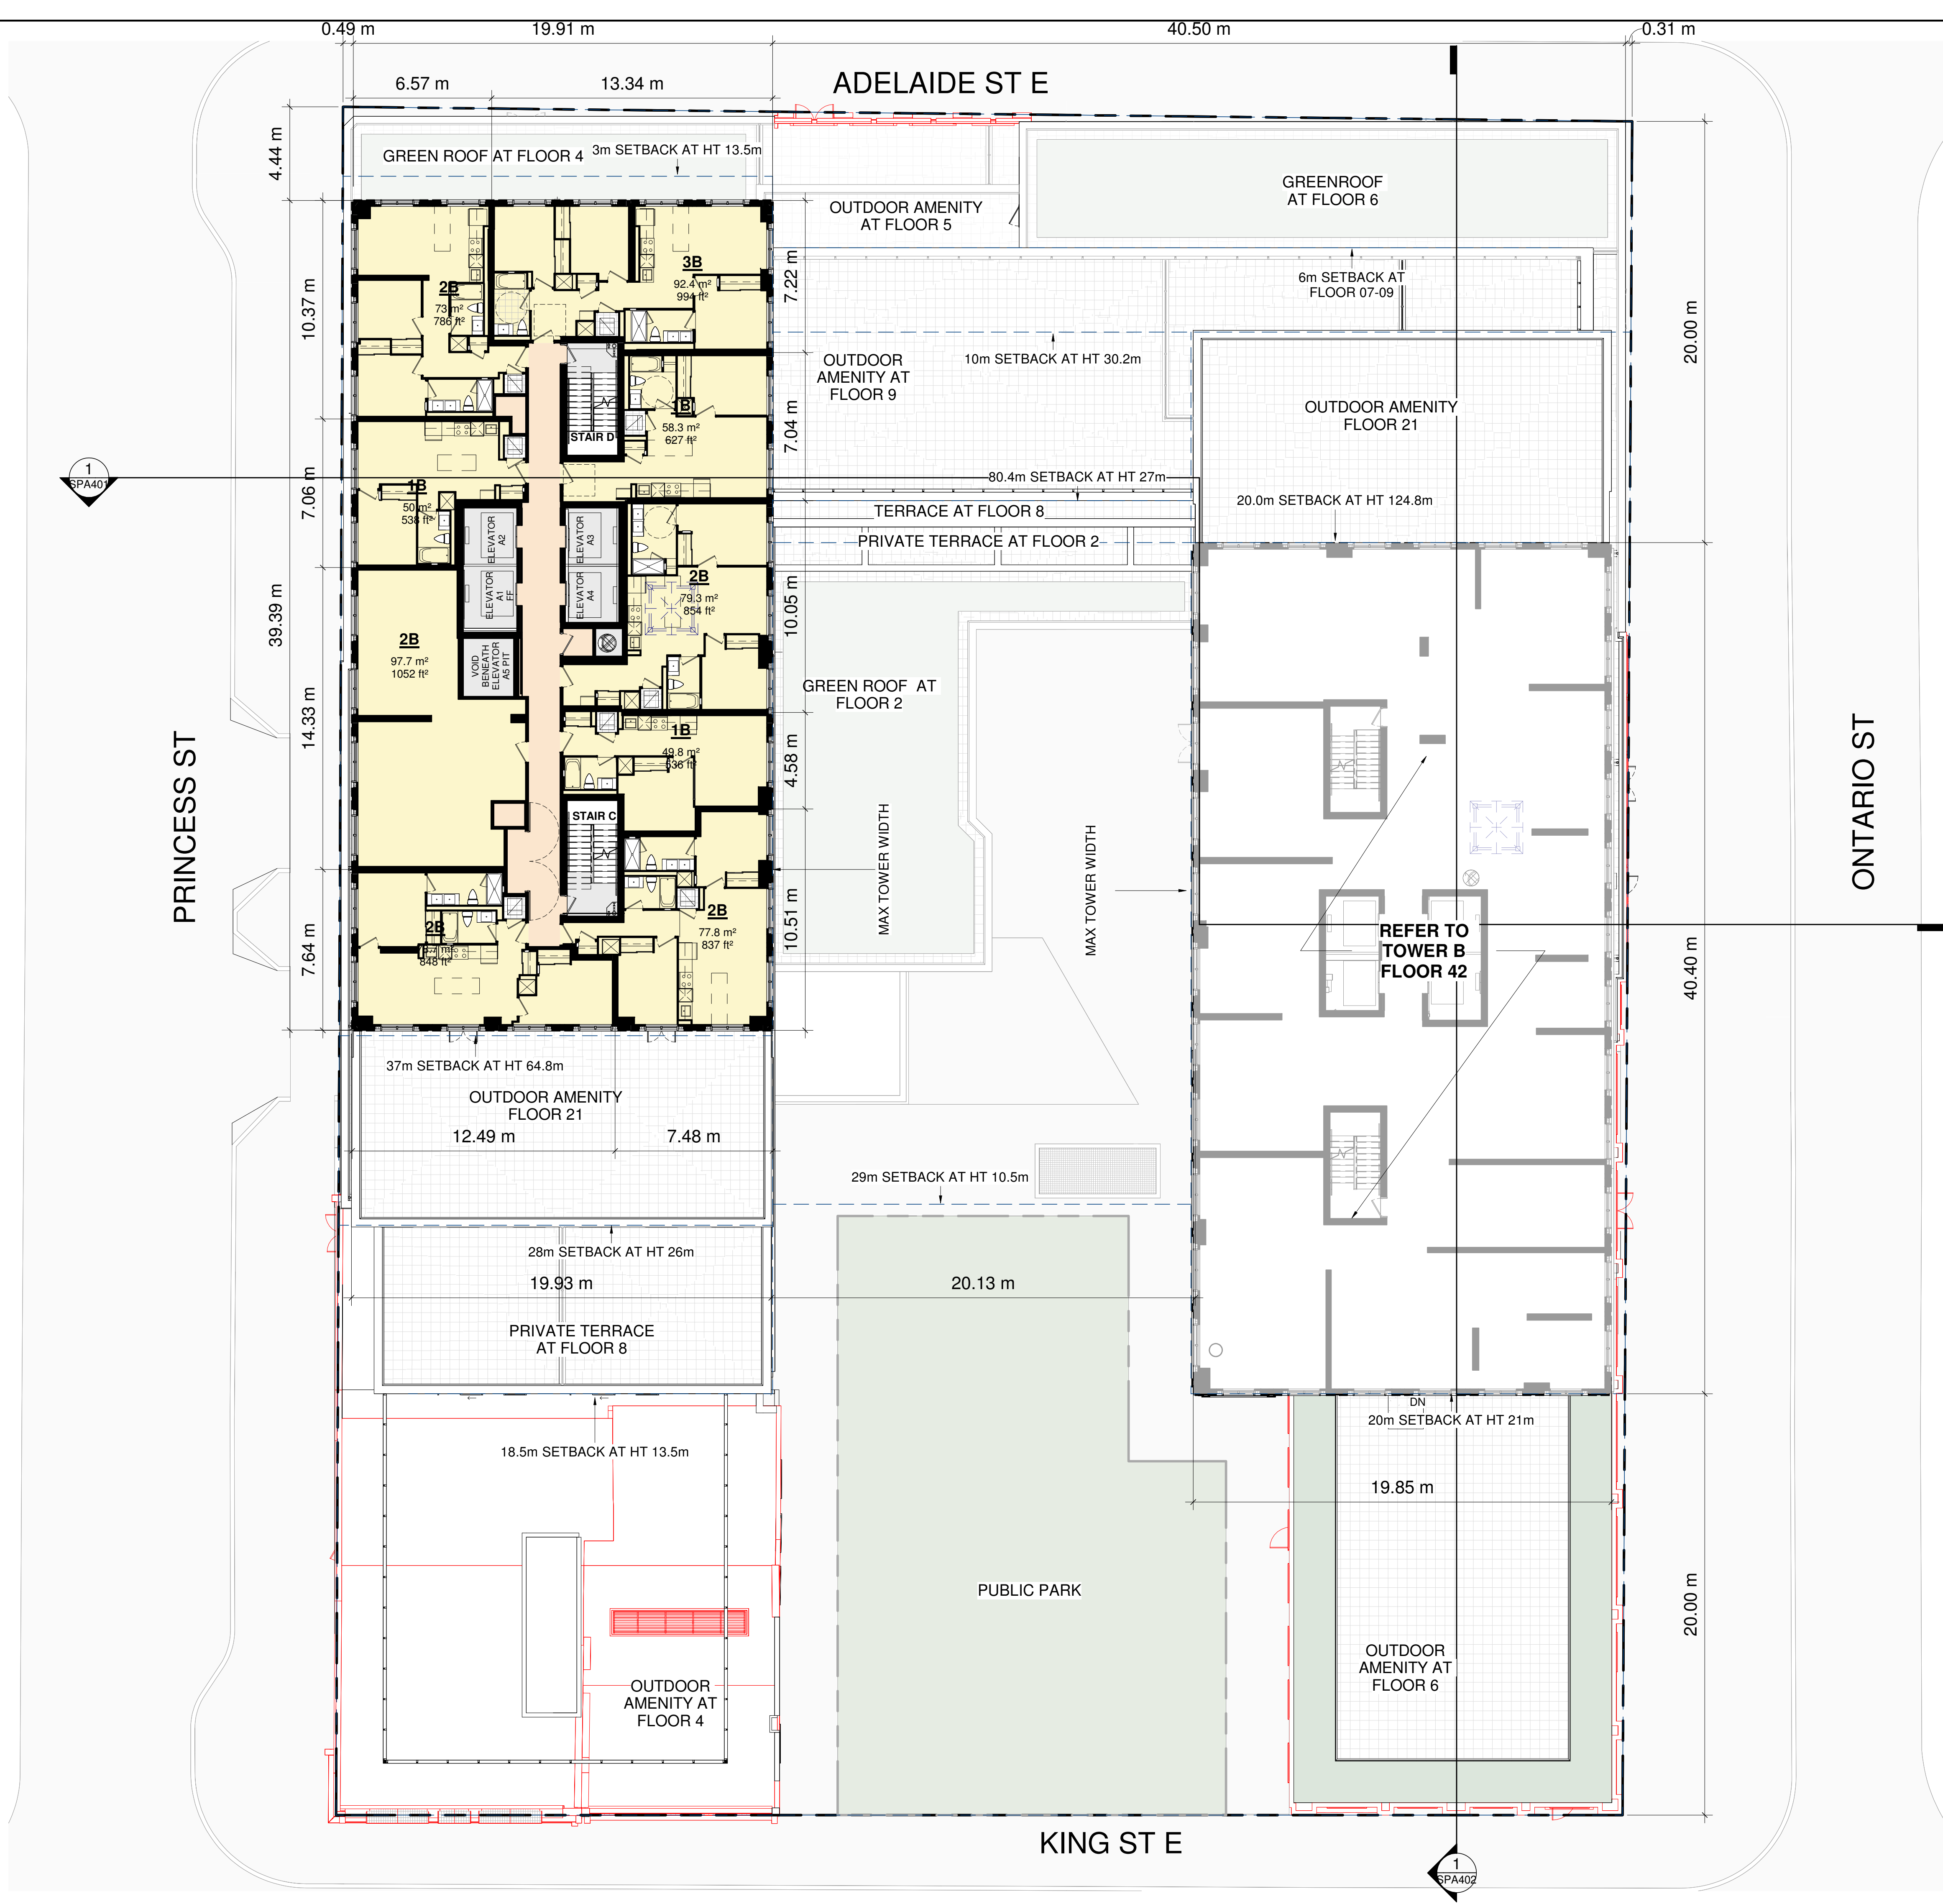 0.49 m
19.91 m
40.50 m
0.31 m
6.57 m
13.34 m
ADELAIDE ST E
4.44 m
GREEN ROOF AT FLOOR 4
3m SETBACK AT HT 13.5m
GREENROOF
AT FLOOR 6
OUTDOOR AMENITY
AT FLOOR 5
6m SETBACK AT
FLOOR 07-09
10m SETBACK AT HT 30.2m
OUTDOOR
AMENITY AT
FLOOR 9
OUTDOOR AMENITY
FLOOR 21
20.00 m
10.37 m
7.22 m
2B
73 m²
786 ft²
3B
92.4 m²
994 ft²
STAIR D
1B
58.3 m²
627 ft²
7.04 m
1
SPA401
7.06 m
1B
50 m²
538 ft²
80.4m SETBACK AT HT 27m
20.0m SETBACK AT HT 124.8m
TERRACE AT FLOOR 8
PRIVATE TERRACE AT FLOOR 2
ELEVATOR
A2
ELEVATOR
A3
ELEVATOR
A1
FF
ELEVATOR
A4
VOID
BENEATH
ELEVATOR
A5 PIT
39.39 m
2B
97.7 m²
1052 ft²
2B
79.3 m²
854 ft²
10.05 m
GREEN ROOF AT
FLOOR 2
14.33 m
1B
49.8 m²
536 ft²
4.58 m
PRINCESS ST
ONTARIO ST
STAIR C
MAX TOWER WIDTH
MAX TOWER WIDTH
7.64 m
2B
848 ft²
2B
77.8 m²
837 ft²
10.51 m
REFER TO
TOWER B
FLOOR 42
40.40 m
37m SETBACK AT HT 64.8m
OUTDOOR AMENITY
FLOOR 21
12.49 m
7.48 m
29m SETBACK AT HT 10.5m
28m SETBACK AT HT 26m
19.93 m
20.13 m
PRIVATE TERRACE
AT FLOOR 8
DN
20m SETBACK AT HT 21m
18.5m SETBACK AT HT 13.5m
19.85 m
PUBLIC PARK
20.00 m
OUTDOOR
AMENITY AT
FLOOR 6
OUTDOOR
AMENITY AT
FLOOR 4
KING ST E
1
SPA402